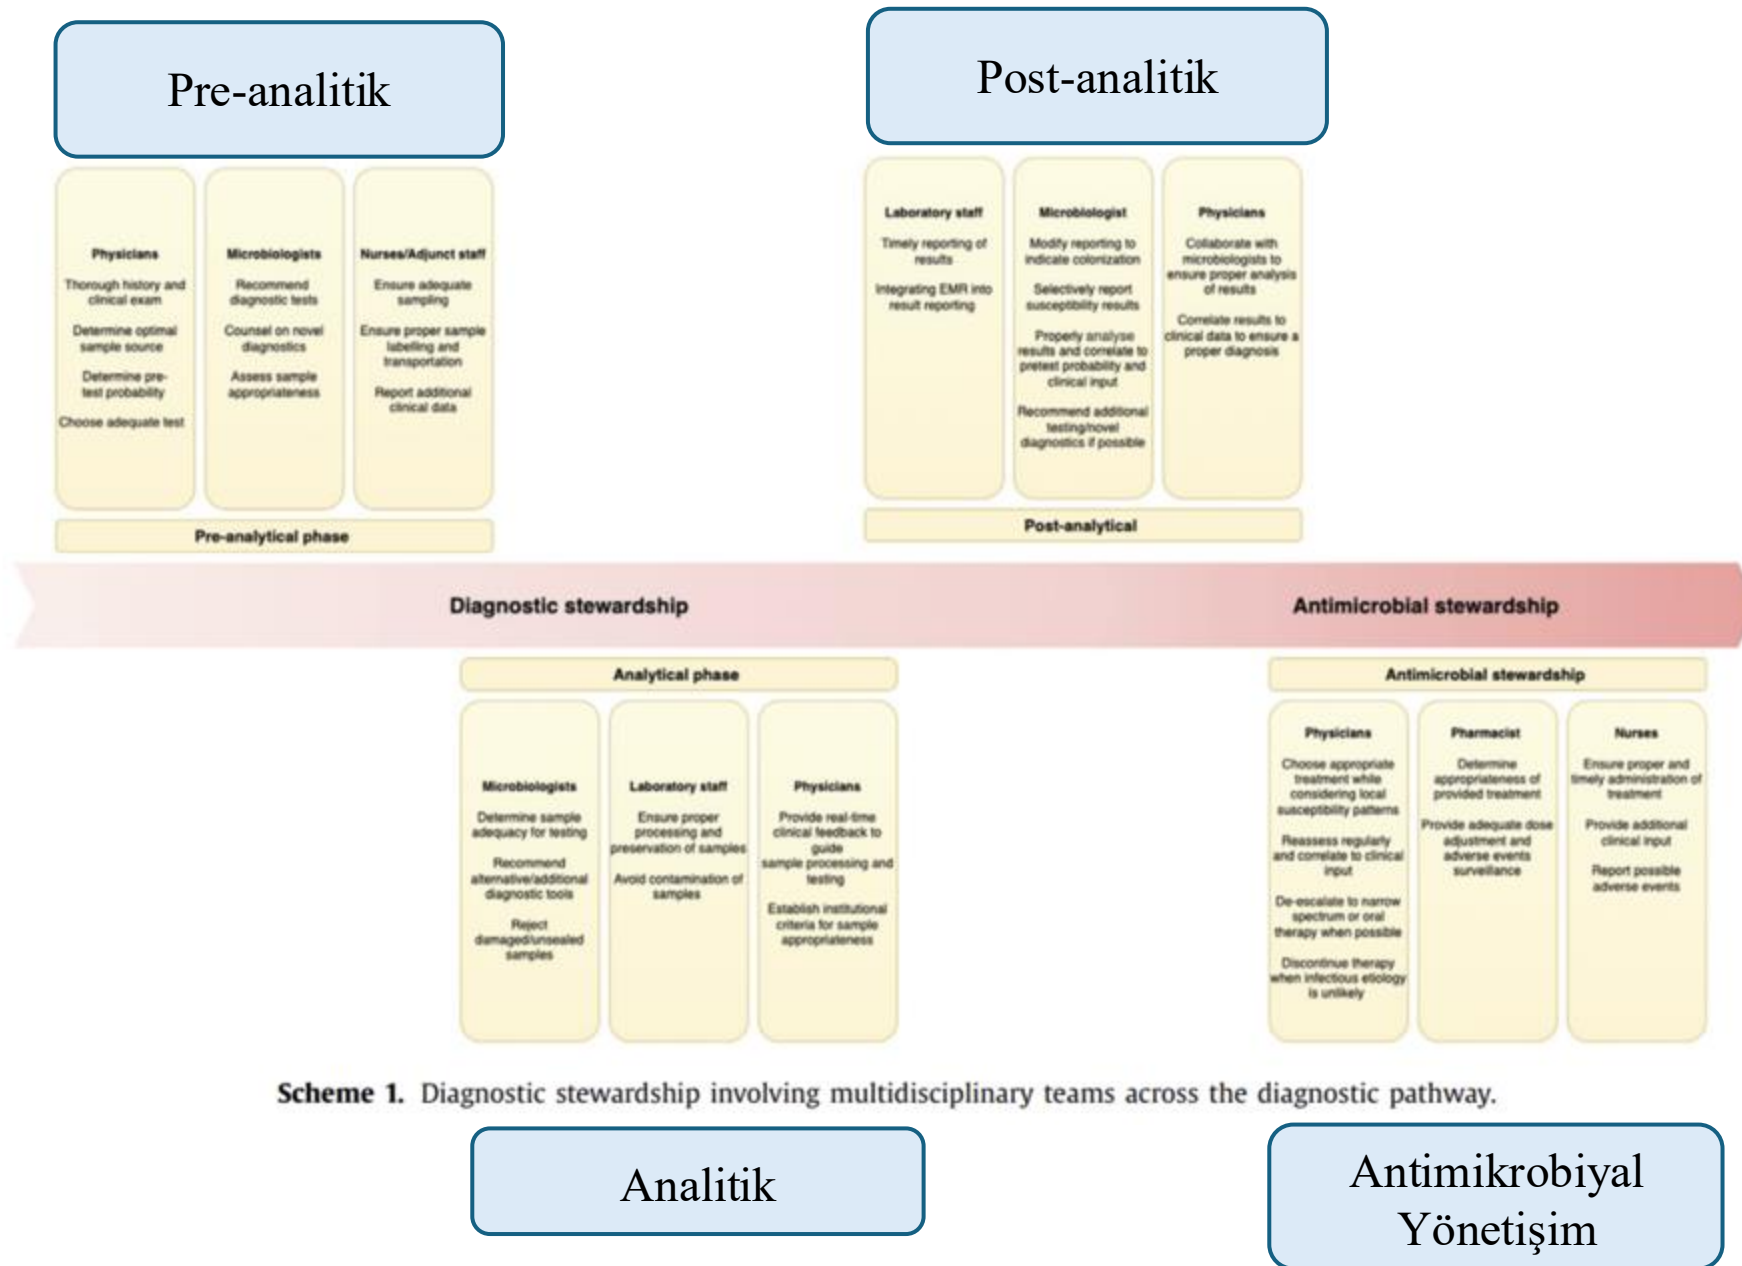 Pre-analitik
Post-analitik
Physicians
Thorough history and
clinical exam
Determine optimal
sample source
Determine pre-
test probability
Choose adequate test
Microbiologists
Recommend
diagnostic tests
Counsel on novel
diagnostics
Assess sample
appropriateness
Nurses/Adjunct staff
Ensure adequate
sampling
Ensure proper sample
labelling and
transportation
Report additional
clinical data
Pre-analytical phase
Laboratory staff
Timely reporting of
results
Integrating EMR into
result reporting
Microbiologist
Modify reporting to
indicate colonization
Selectively report
susceptibility results
Properly analyse
results and correlate to
pretest probability and
clinical input
Recommend additional
testing/novel
diagnostics if possible
Physicians
Collaborate with
microbiologists to
ensure proper analysis
of results
Correlate results to
clinical data to ensure a
proper diagnosis
Post-analytical
Diagnostic stewardship
Antimicrobial stewardship
Analytical phase
Microbiologists
Determine sample
adequacy for testing
Recommend
alternative/additional
diagnostic tools
Reject
damaged/unsealed
samples
Laboratory staff
Ensure proper
processing and
preservation of samples
Avoid contamination of
samples
Physicians
Provide real-time
clinical feedback to
guide
sample processing and
testing
Establish institutional
criteria for sample
appropriateness
Antimicrobial stewardship
Physicians
Choose appropriate
treatment while
considering local
susceptibility patterns
Reassess regularly
and correlate to clinical
input
De-escalate to narrow
spectrum or oral
therapy when possible
Discontinue therapy
when infectious etiology
is unlikely
Pharmacist
Determine
appropriateness of
provided treatment
Provide adequate dose
adjustment and
adverse events
surveillance
Nurses
Ensure proper and
timely administration of
treatment
Provide additional
clinical input
Report possible
adverse events
Scheme 1. Diagnostic stewardship involving multidisciplinary teams across the diagnostic pathway.
Analitik
Antimikrobiyal
Yönetişim